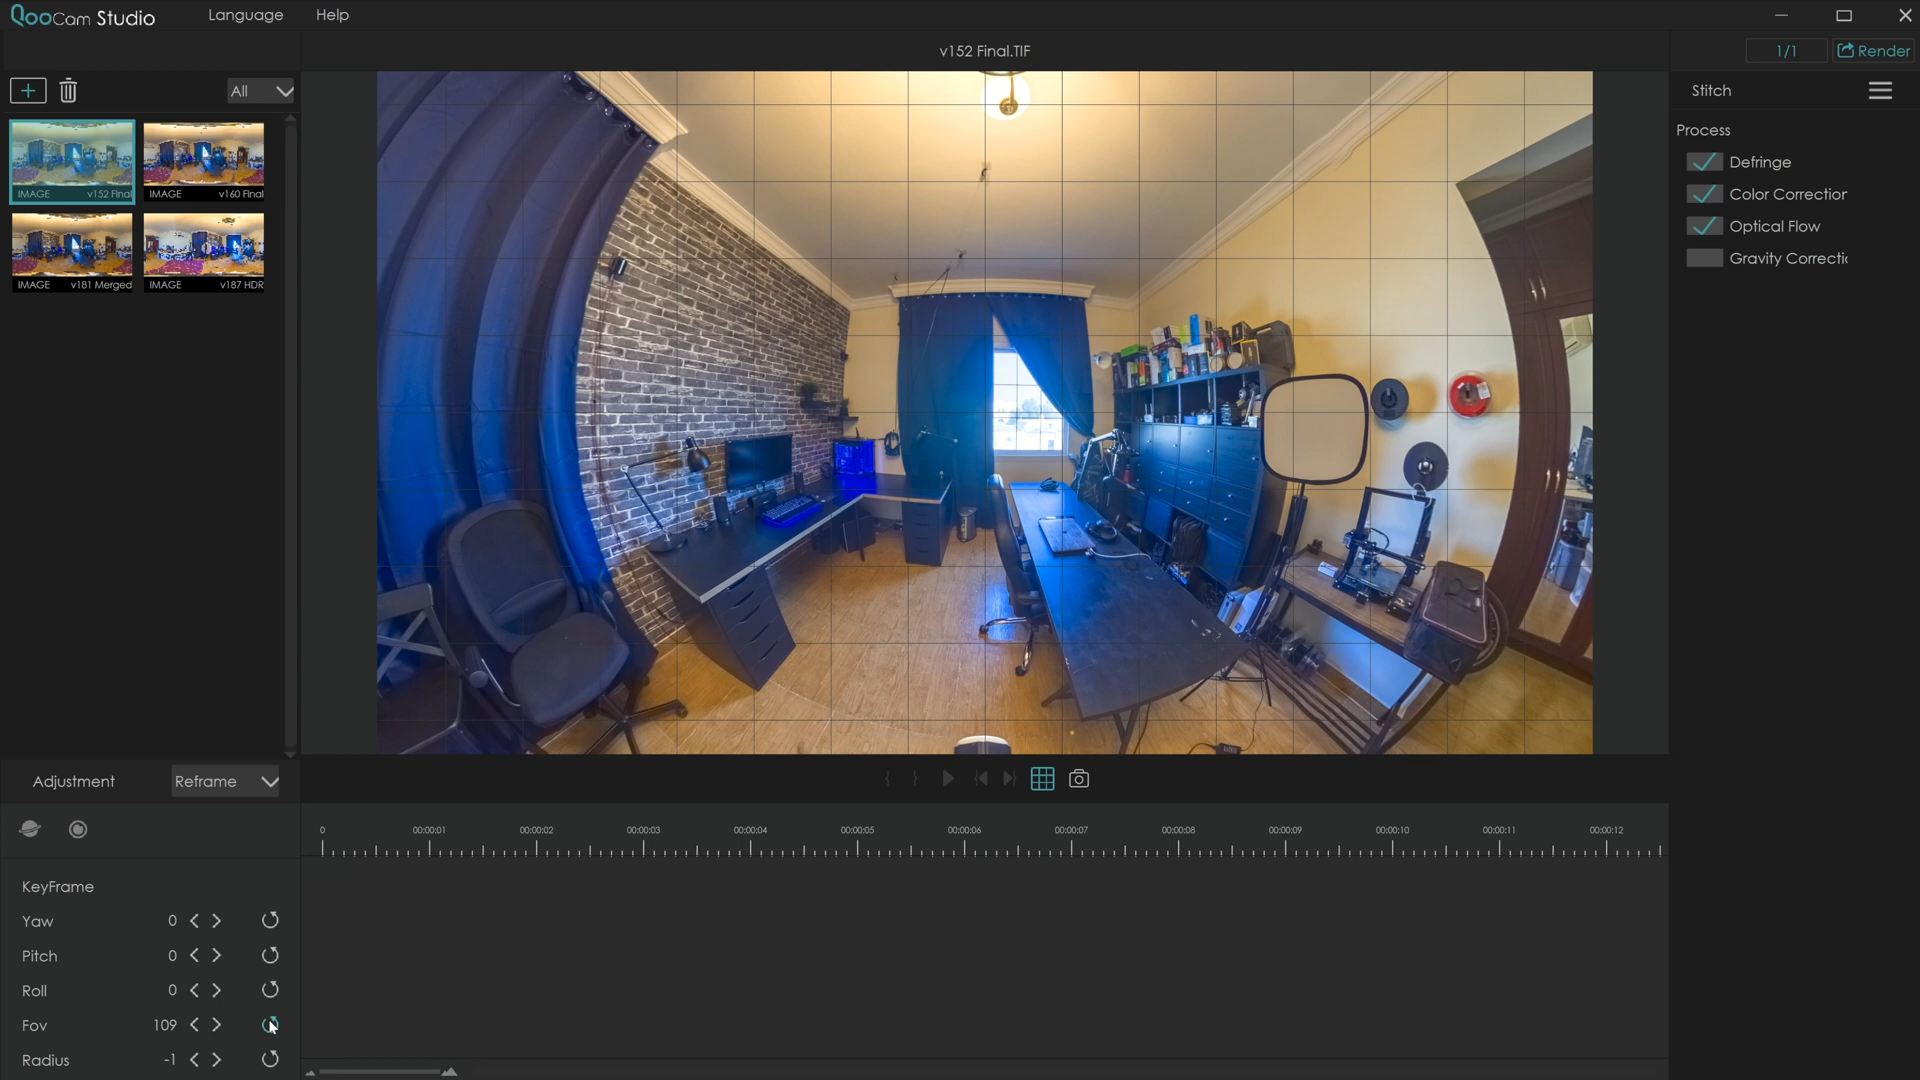 QooCam Studio
Language
Help
v152 Final.TIF
1/1
Render
All
Stitch
Process
Defringe
Color Correction
Optical Flow
Gravity Correctic
IMAGE v152 Final
IMAGE v160 Final
IMAGE v181 Merged
IMAGE v187 HDR
Adjustment
Reframe
0 00:00:01 00:00:02 00:00:03 00:00:04 00:00:05 00:00:06 00:00:07 00:00:08 00:00:09 00:00:10 00:00:11 00:00:12
KeyFrame
Yaw 0
Pitch 0
Roll 0
Fov 109
Radius -1